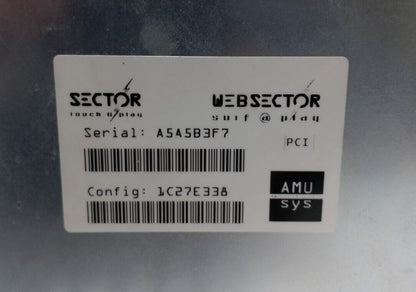 SECTOR WEBSECTOR
touch & play surf @ play
Serial: A5A5B3F7
PCI
Config: 1C27E338
AMU
sys